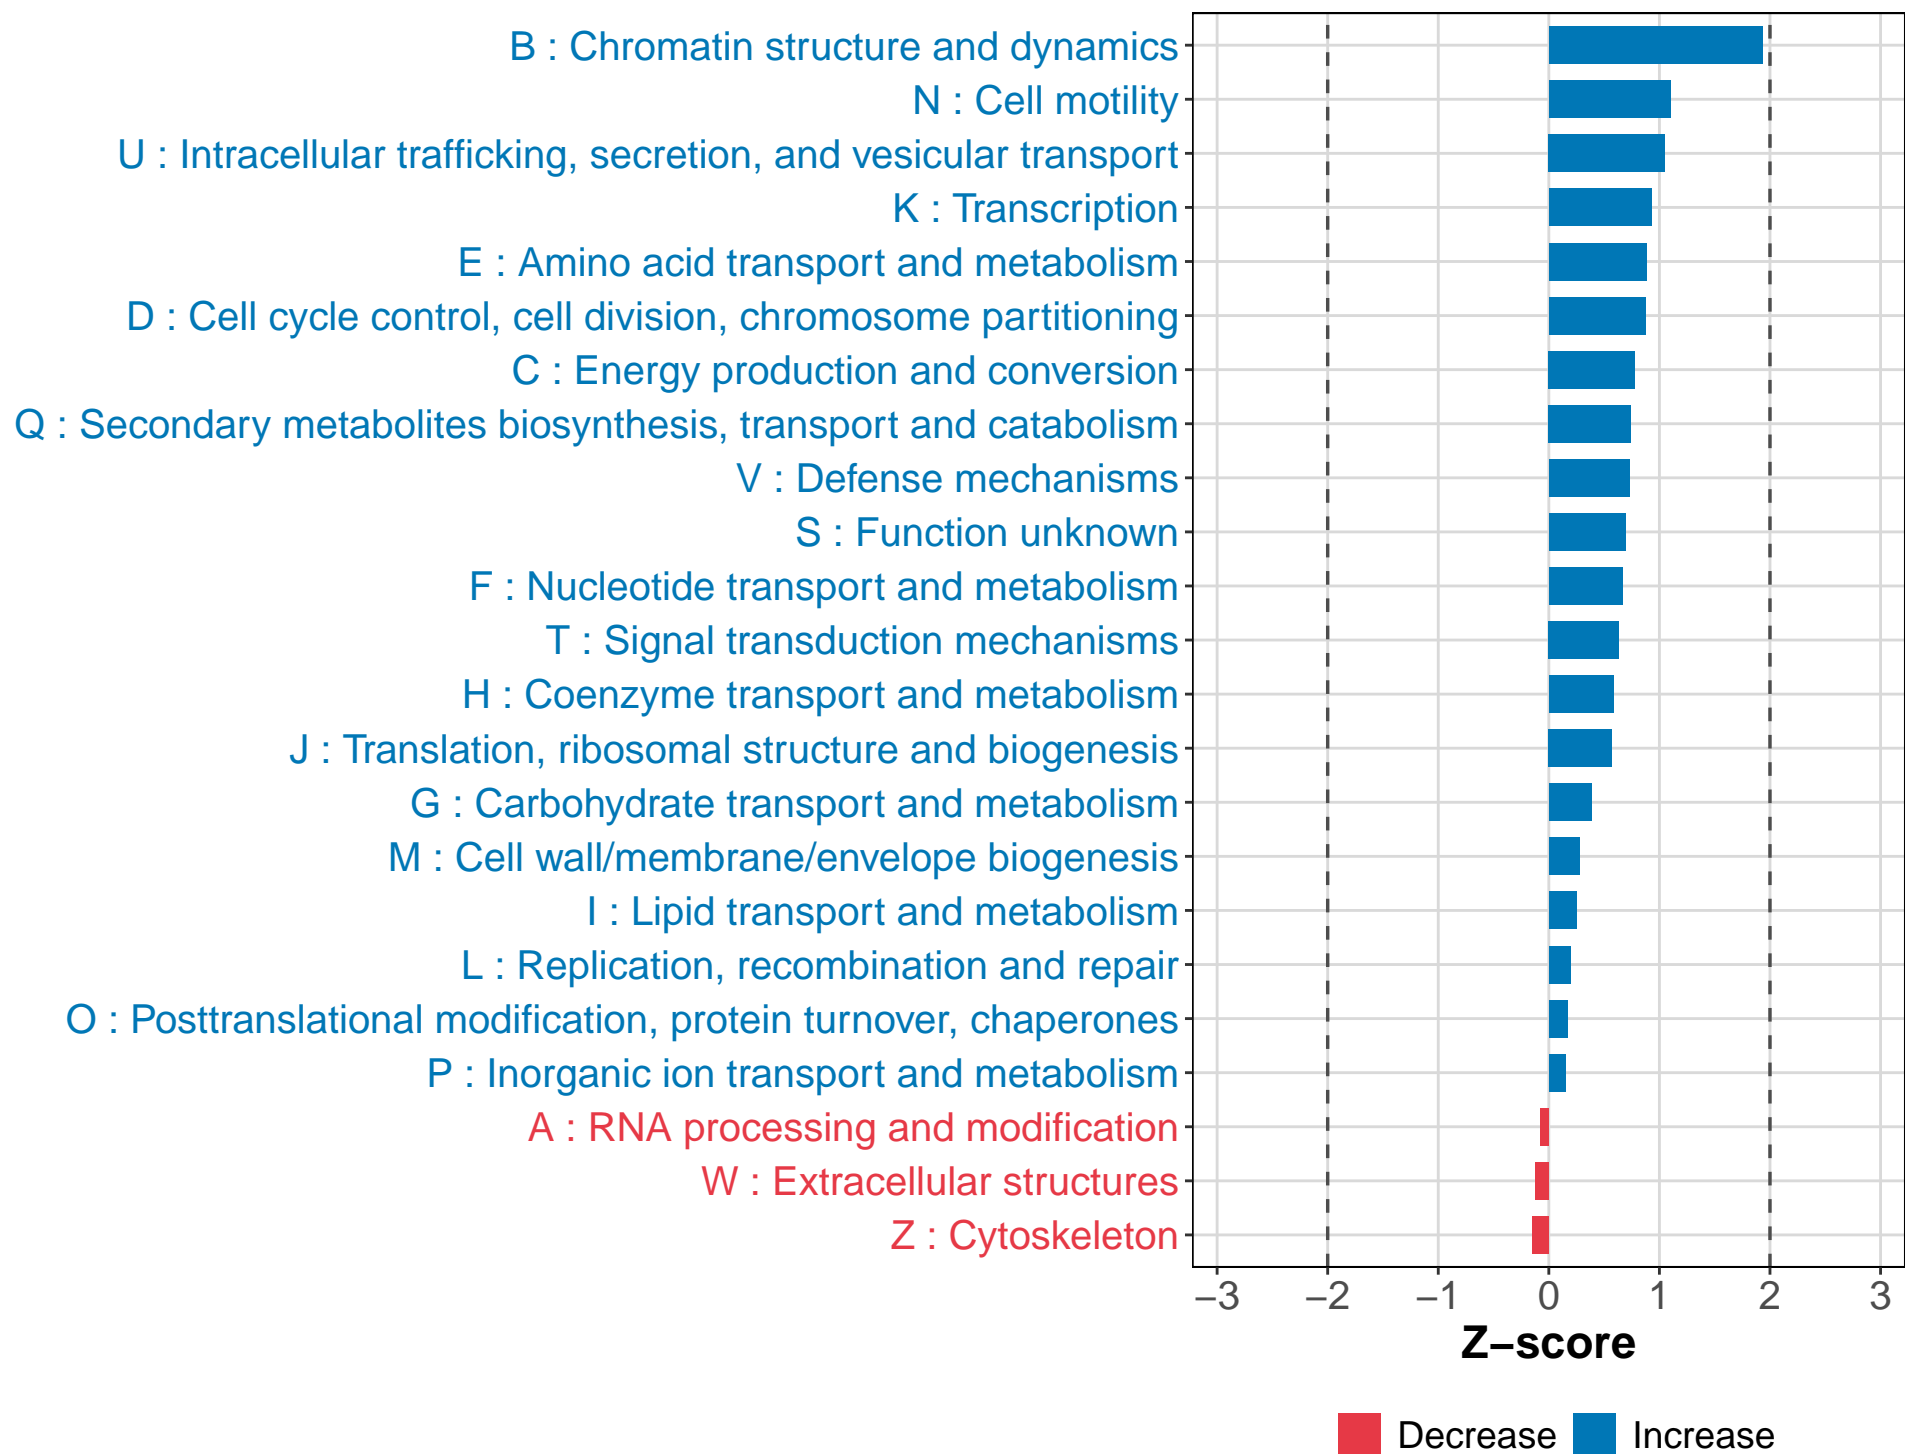 B : Chromatin structure and dynamics
N : Cell motility
U : Intracellular trafficking, secretion, and vesicular transport
K : Transcription
E : Amino acid transport and metabolism
D : Cell cycle control, cell division, chromosome partitioning
C : Energy production and conversion
Q : Secondary metabolites biosynthesis, transport and catabolism
V : Defense mechanisms
S : Function unknown
F : Nucleotide transport and metabolism
T : Signal transduction mechanisms
H : Coenzyme transport and metabolism
J : Translation, ribosomal structure and biogenesis
G : Carbohydrate transport and metabolism
M : Cell wall/membrane/envelope biogenesis
I : Lipid transport and metabolism
L : Replication, recombination and repair
O : Posttranslational modification, protein turnover, chaperones
P : Inorganic ion transport and metabolism
A : RNA processing and modification
W : Extracellular structures
Z : Cytoskeleton
−3 −2 −1 0 1 2 3
Z−score
Decrease Increase